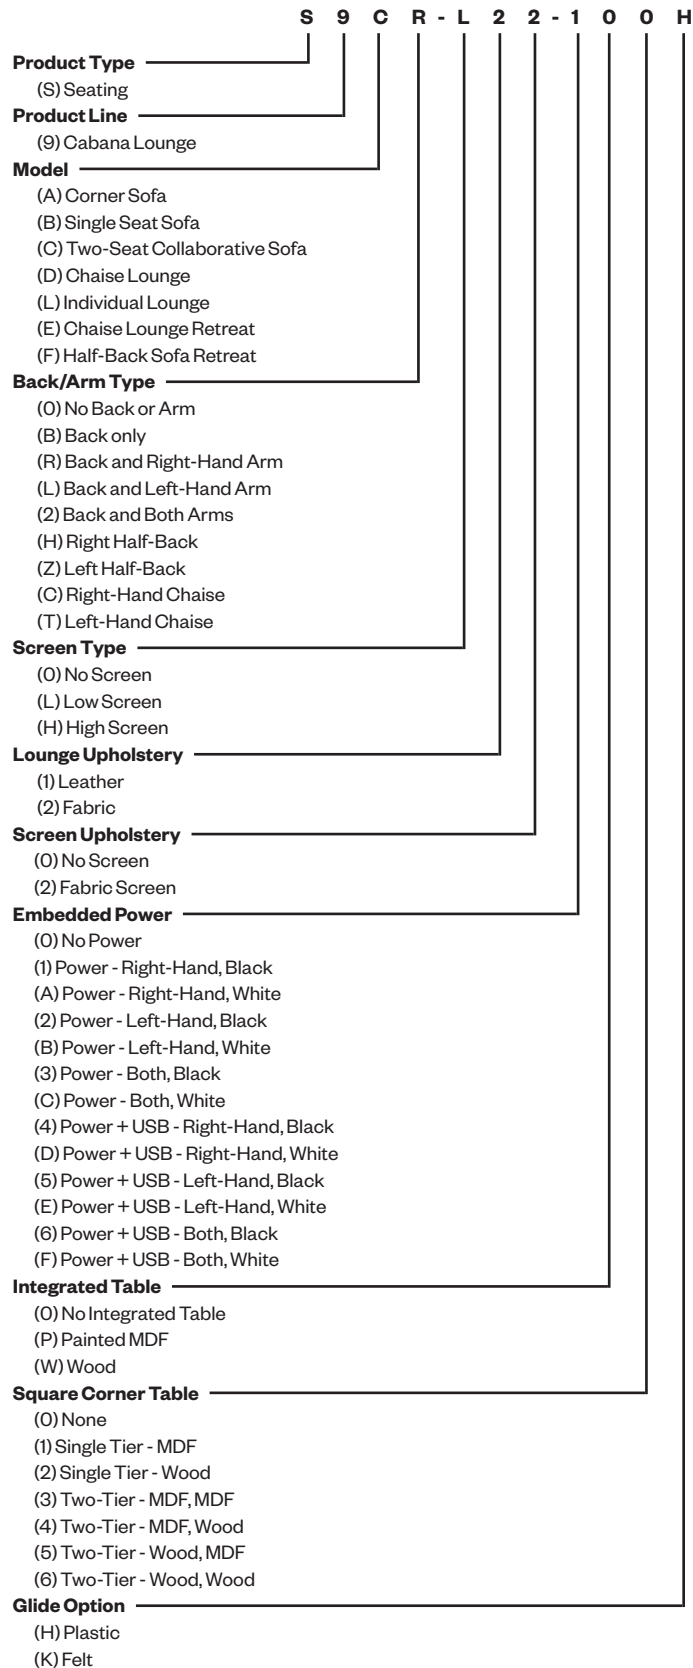 S 9 C R - L 2 2 - 1 0 0 H
Product Type
(S) Seating
Product Line
(9) Cabana Lounge
Model
(A) Corner Sofa
(B) Single Seat Sofa
(C) Two-Seat Collaborative Sofa
(D) Chaise Lounge
(L) Individual Lounge
(E) Chaise Lounge Retreat
(F) Half-Back Sofa Retreat
Back/Arm Type
(0) No Back or Arm
(B) Back only
(R) Back and Right-Hand Arm
(L) Back and Left-Hand Arm
(2) Back and Both Arms
(H) Right Half-Back
(Z) Left Half-Back
(C) Right-Hand Chaise
(T) Left-Hand Chaise
Screen Type
(0) No Screen
(L) Low Screen
(H) High Screen
Lounge Upholstery
(1) Leather
(2) Fabric
Screen Upholstery
(0) No Screen
(2) Fabric Screen
Embedded Power
(0) No Power
(1) Power - Right-Hand, Black
(A) Power - Right-Hand, White
(2) Power - Left-Hand, Black
(B) Power - Left-Hand, White
(3) Power - Both, Black
(C) Power - Both, White
(4) Power + USB - Right-Hand, Black
(D) Power + USB - Right-Hand, White
(5) Power + USB - Left-Hand, Black
(E) Power + USB - Left-Hand, White
(6) Power + USB - Both, Black
(F) Power + USB - Both, White
Integrated Table
(0) No Integrated Table
(P) Painted MDF
(W) Wood
Square Corner Table
(0) None
(1) Single Tier - MDF
(2) Single Tier - Wood
(3) Two-Tier - MDF, MDF
(4) Two-Tier - MDF, Wood
(5) Two-Tier - Wood, MDF
(6) Two-Tier - Wood, Wood
Glide Option
(H) Plastic
(K) Felt